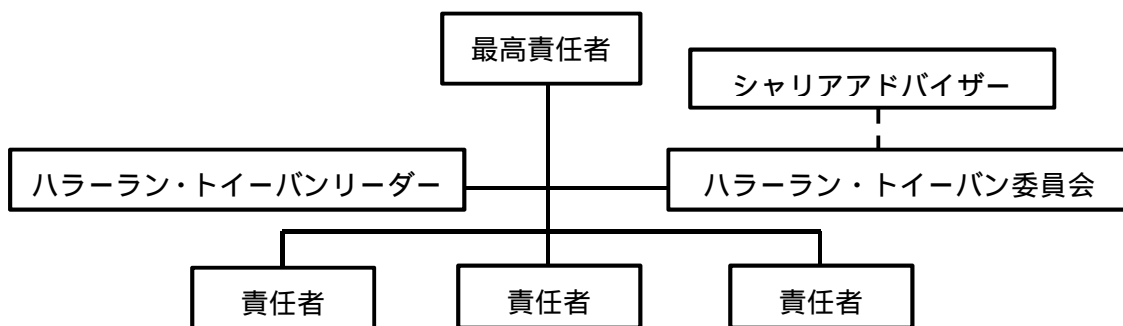 最高責任者
シャリアアドバイザー
ハラーラン・トイーバンリーダー
ハラーラン・トイーバン委員会
責任者
責任者
責任者